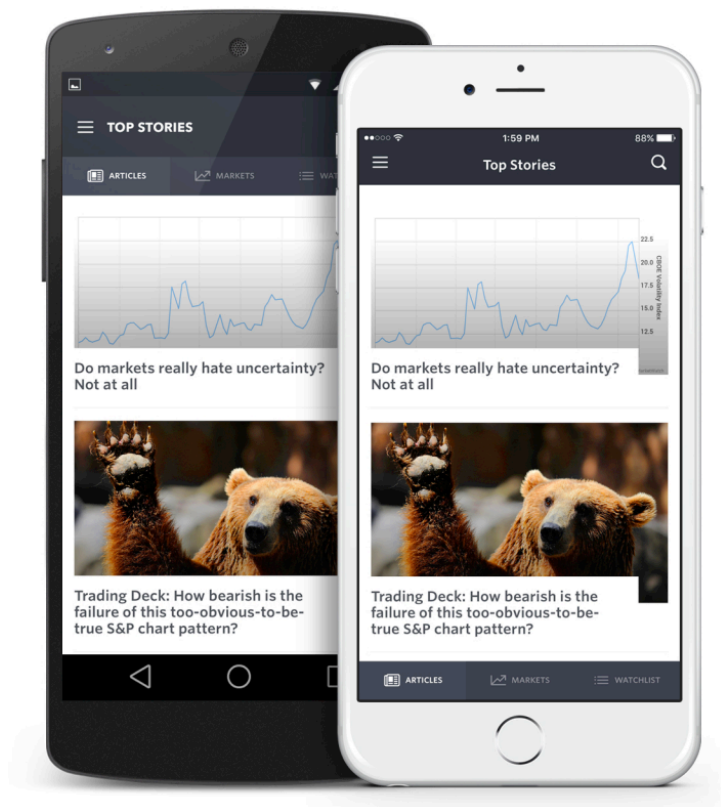 TOP STORIES
ARTICLES
MARKETS
Do markets really hate uncertainty?
Not at all
Trading Deck: How bearish is the
failure of this too-obvious-to-be-
true S&P chart pattern?
1:59 PM
88%
Top Stories
22.5
20.0
17.5
15.0
12.5
CBOE Volatility Index
Do markets really hate uncertainty?
Not at all
Trading Deck: How bearish is the
failure of this too-obvious-to-be-
true S&P chart pattern?
ARTICLES
MARKETS
WATCHLIST